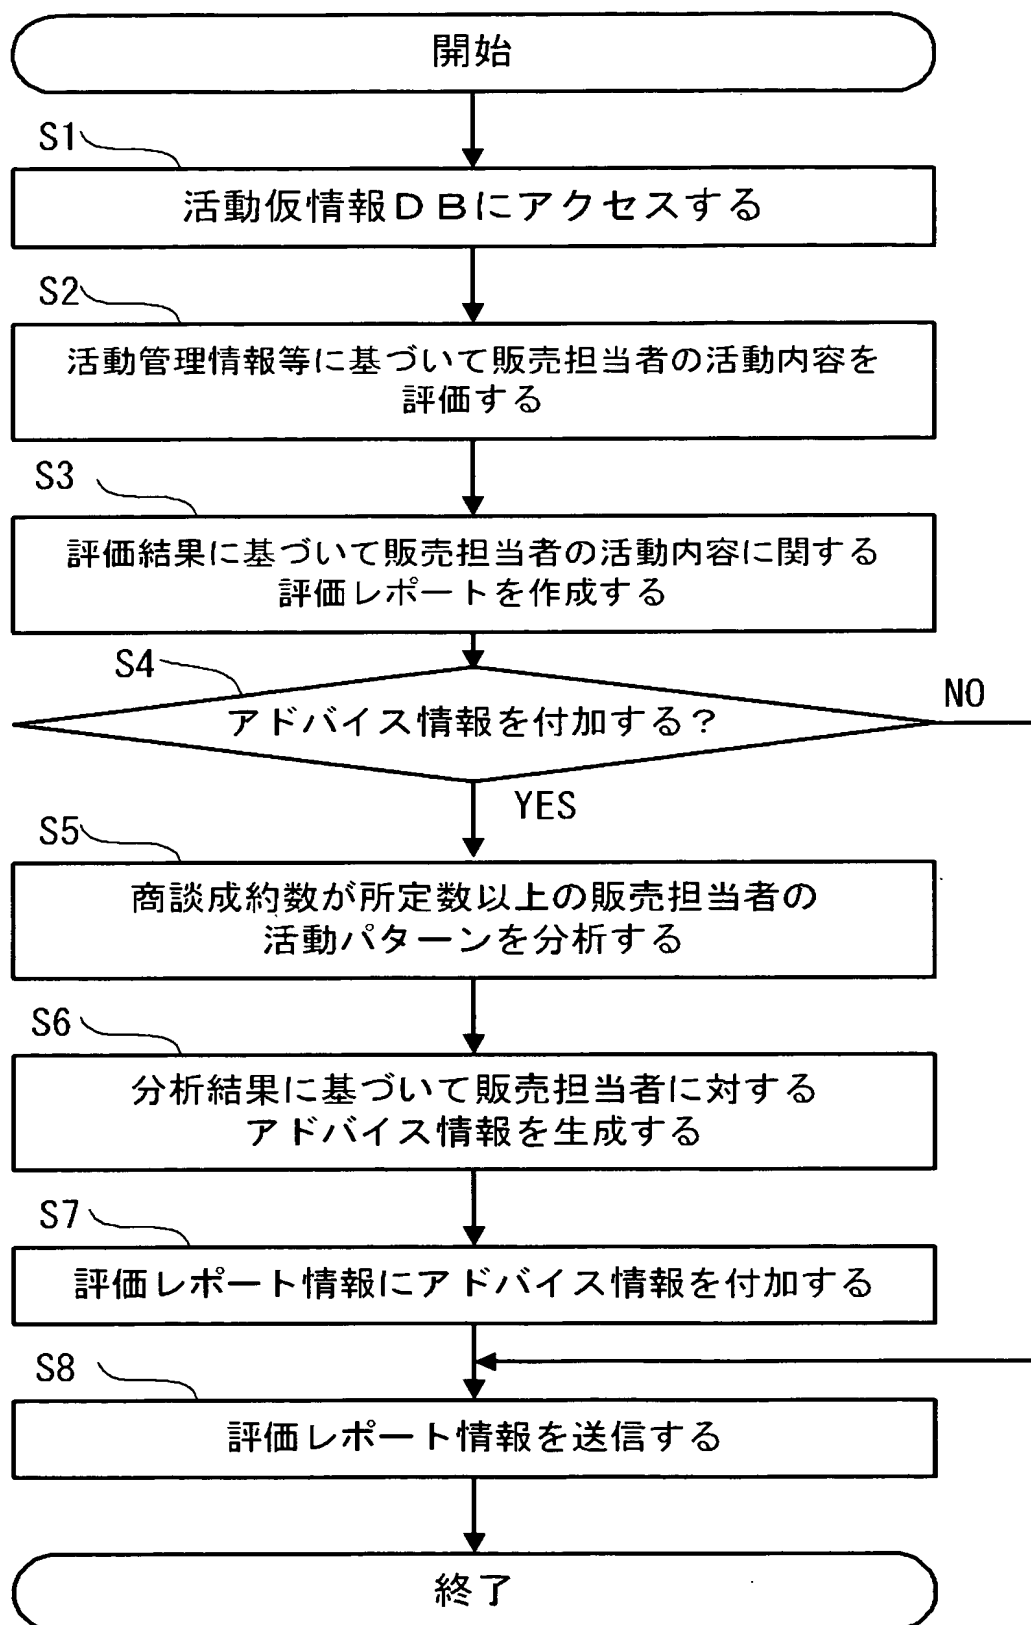 開始
S1
活動仮情報DBにアクセスする
S2
活動管理情報等に基づいて販売担当者の活動内容を
評価する
S3
評価結果に基づいて販売担当者の活動内容に関する
評価レポートを作成する
S4
アドバイス情報を付加する?
NO
YES
S5
商談成約数が所定数以上の販売担当者の
活動パターンを分析する
S6
分析結果に基づいて販売担当者に対する
アドバイス情報を生成する
S7
評価レポート情報にアドバイス情報を付加する
S8
評価レポート情報を送信する
終了